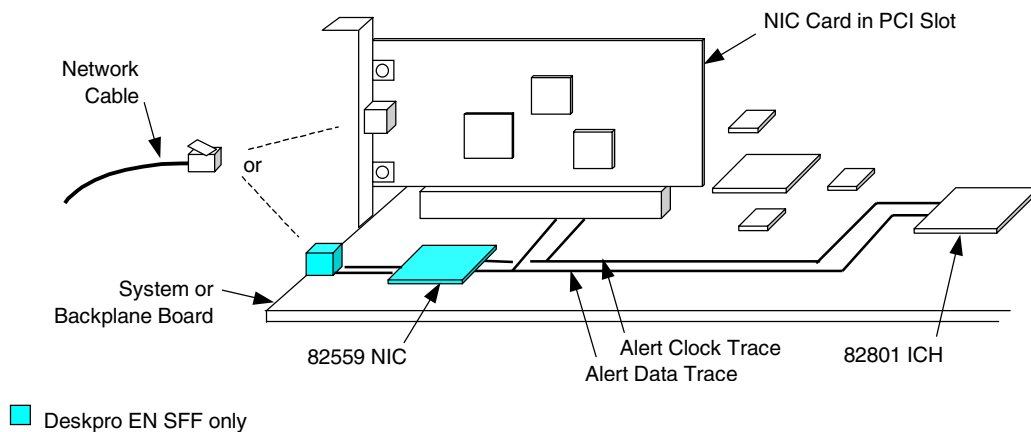 NIC Card in PCI Slot
Network
Cable
or
System or
Backplane Board
82559 NIC
Alert Clock Trace
Alert Data Trace
82801 ICH
Deskpro EN SFF only